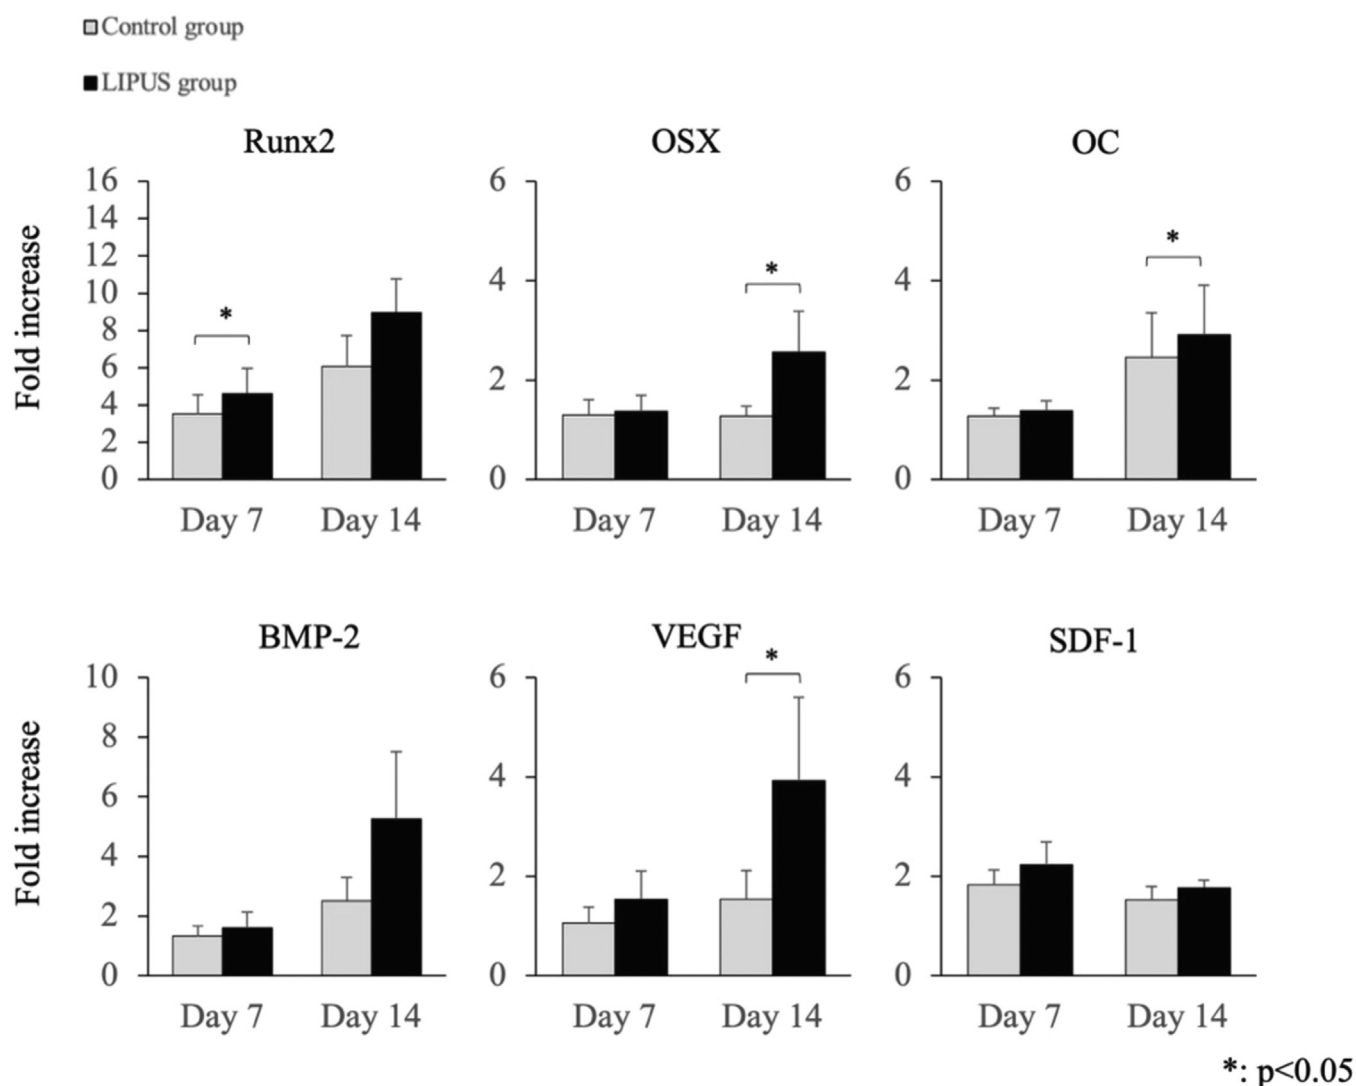 Control group
LIPUS group
Runx2
OSX
OC
Fold increase
16
14
12
10
8
6
4
2
0
*
Day 7
Day 14
6
4
2
0
*
Day 7
Day 14
6
4
2
0
*
Day 7
Day 14
BMP-2
VEGF
SDF-1
Fold increase
10
8
6
4
2
0
Day 7
Day 14
6
4
2
0
*
Day 7
Day 14
6
4
2
0
Day 7
Day 14
*: p<0.05